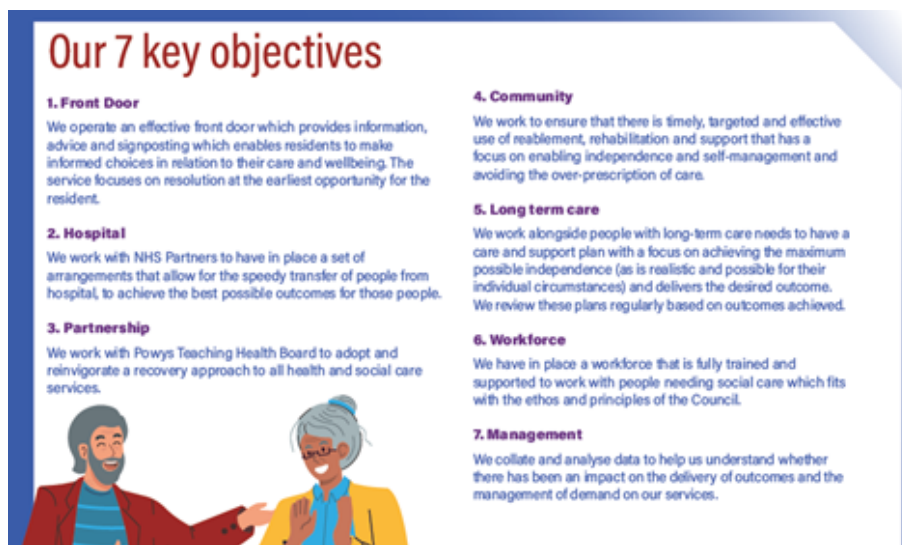 Our 7 key objectives
1. Front Door
We operate an effective front door which provides information,
advice and signposting which enables residents to make
informed choices in relation to their care and wellbeing. The
service focuses on resolution at the earliest opportunity for the
resident.
2. Hospital
We work with NHS Partners to have in place a set of
arrangements that allow for the speedy transfer of people from
hospital, to achieve the best possible outcomes for those people.
3. Partnership
We work with Powys Teaching Health Board to adopt and
reinvigorate a recovery approach to all health and social care
services.
4. Community
We work to ensure that there is timely, targeted and effective
use of reablement, rehabilitation and support that has a
focus on enabling independence and self-management and
avoiding the over-prescription of care.
5. Long term care
We work alongside people with long-term care needs to have a
care and support plan with a focus on achieving the maximum
possible independence (as is realistic and possible for their
individual circumstances) and delivers the desired outcome.
We review these plans regularly based on outcomes achieved.
6. Workforce
We have in place a workforce that is fully trained and
supported to work with people needing social care which fits
with the ethos and principles of the Council.
7. Management
We collate and analyse data to help us understand whether
there has been an impact on the delivery of outcomes and the
management of demand on our services.